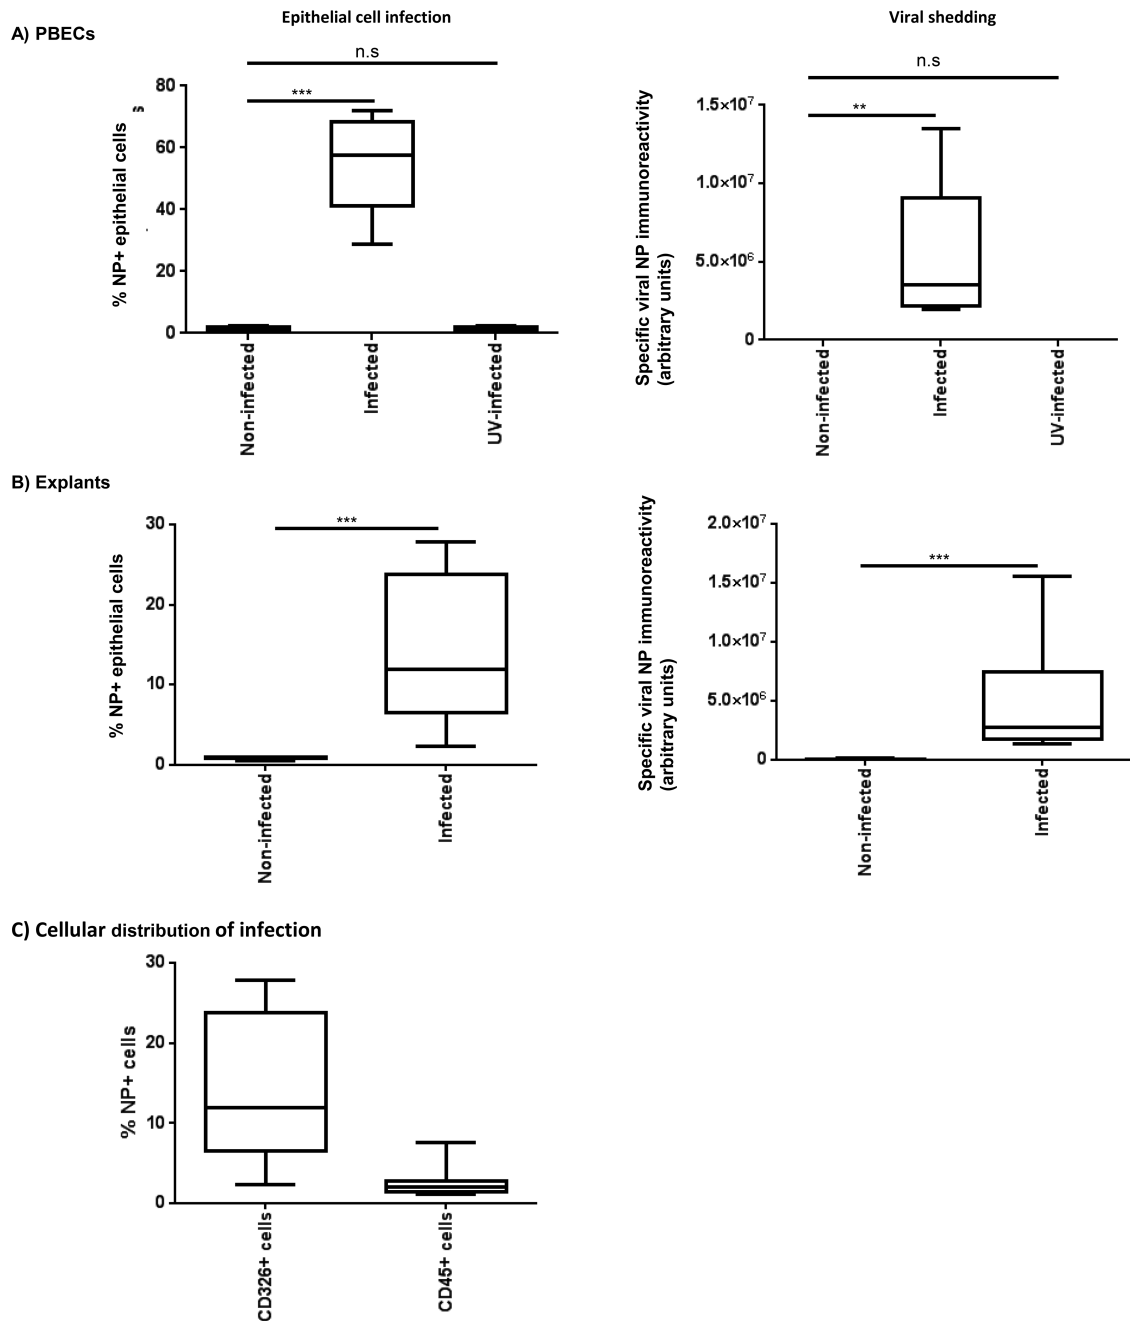 Epithelial cell infection
Viral shedding
A) PBECs
n.s
***
% NP+ epithelial cells
s
80
60
40
20
0
Non-infected
Infected
UV-infected
n.s
**
Specific viral NP immunoreactivity
(arbitrary units)
1.5×10⁷
1.0×10⁷
5.0×10⁶
0
Non-infected
Infected
UV-infected
B) Explants
***
% NP+ epithelial cells
30
20
10
0
Non-infected
Infected
***
Specific viral NP immunoreactivity
(arbitrary units)
2.0×10⁷
1.5×10⁷
1.0×10⁷
5.0×10⁶
0
Non-infected
Infected
C) Cellular distribution of infection
% NP+ cells
30
20
10
0
CD326+ cells
CD45+ cells